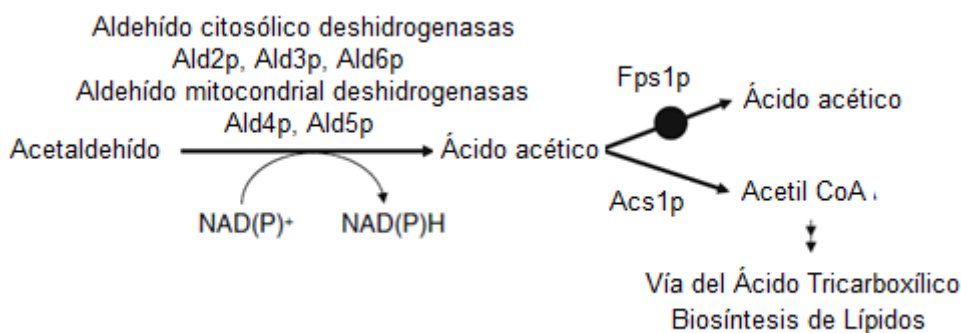 Aldehído citosólico deshidrogenasas
Ald2p, Ald3p, Ald6p
Aldehído mitocondrial deshidrogenasas
Ald4p, Ald5p
Acetaldehído
NAD(P)+
NAD(P)H
Ácido acético
Fps1p
Ácido acético
Acs1p
Acetil CoA
Vía del Ácido Tricarboxílico
Biosíntesis de Lípidos